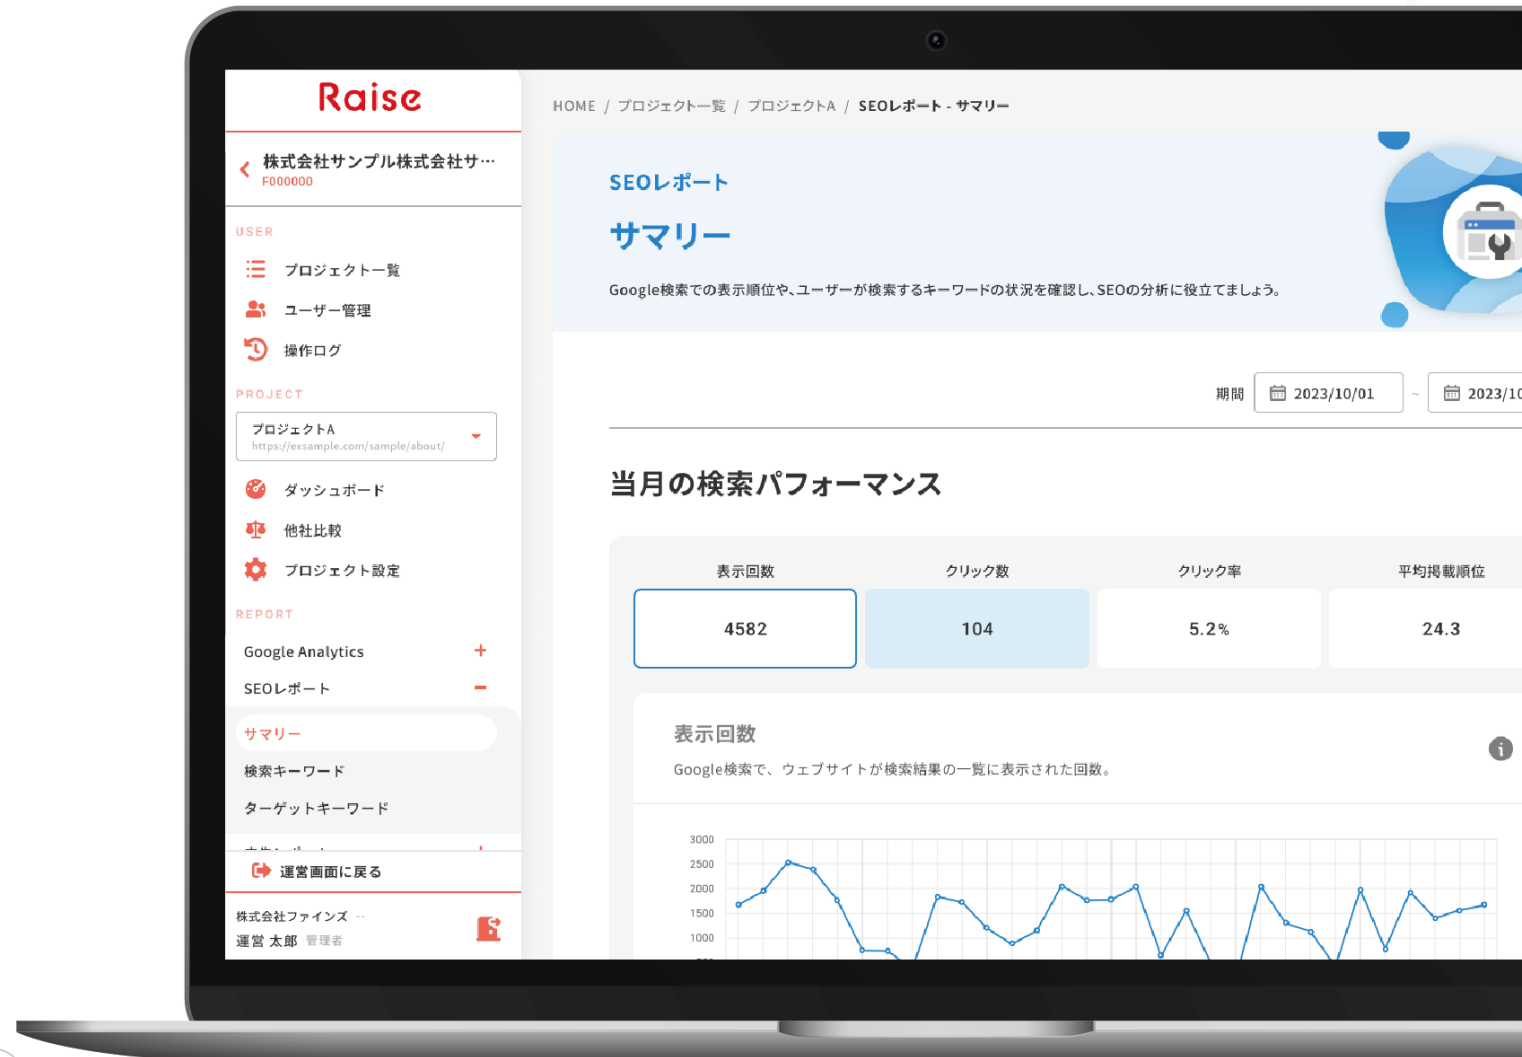 Raise
株式会社サンプル株式会社サ…
F000000
USER
プロジェクト一覧
ユーザー管理
操作ログ
PROJECT
プロジェクトA
https://exsample.com/sample/about/
ダッシュボード
他社比較
プロジェクト設定
REPORT
Google Analytics
SEOレポート
サマリー
検索キーワード
ターゲットキーワード
運営画面に戻る
株式会社ファインズ --
運営 太郎 管理者
HOME / プロジェクト一覧 / プロジェクトA / SEOレポート - サマリー
SEOレポート
サマリー
Google検索での表示順位や、ユーザーが検索するキーワードの状況を確認し、SEOの分析に役立てましょう。
期間 2023/10/01 ~ 2023/10
当月の検索パフォーマンス
表示回数 クリック数 クリック率 平均掲載順位
4582 104 5.2% 24.3
表示回数
Google検索で、ウェブサイトが検索結果の一覧に表示された回数。
3000
2500
2000
1500
1000